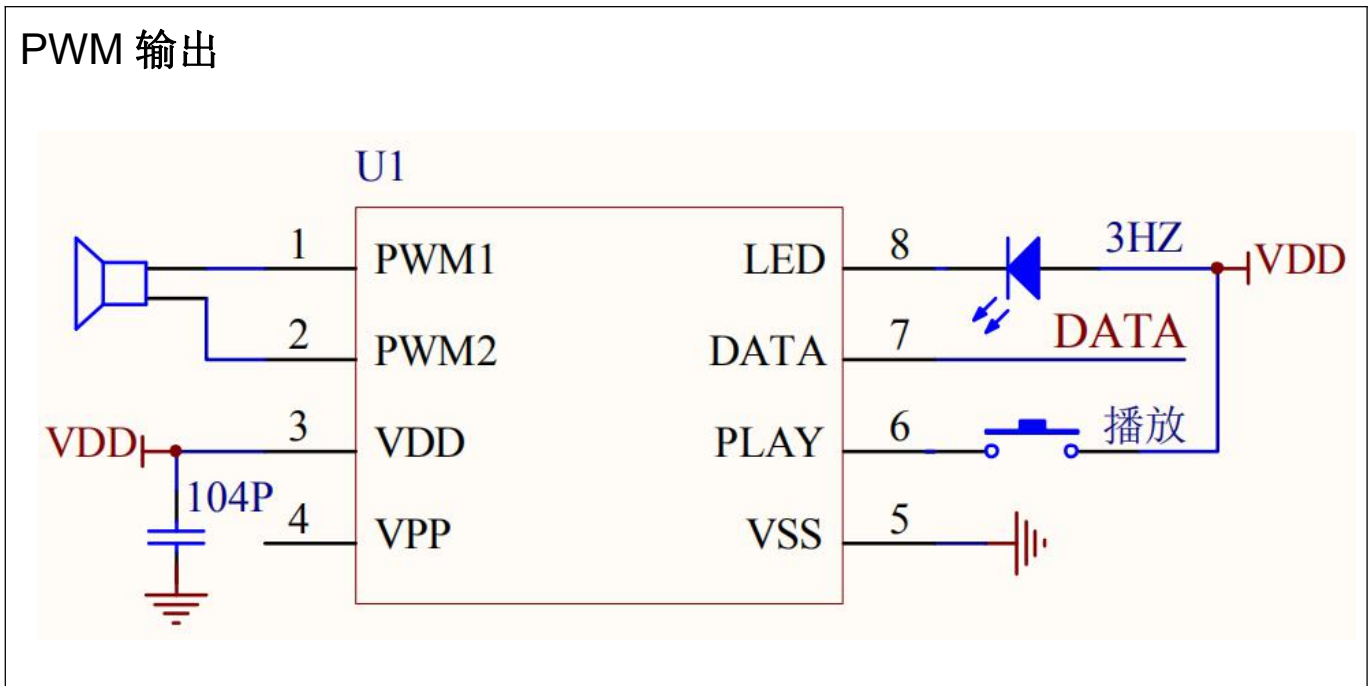 PWM 输出
U1
1 PWM1 LED 8 3HZ VDD
2 PWM2 DATA 7 DATA
VDD 3 VDD PLAY 6 播放
104P
4 VPP VSS 5